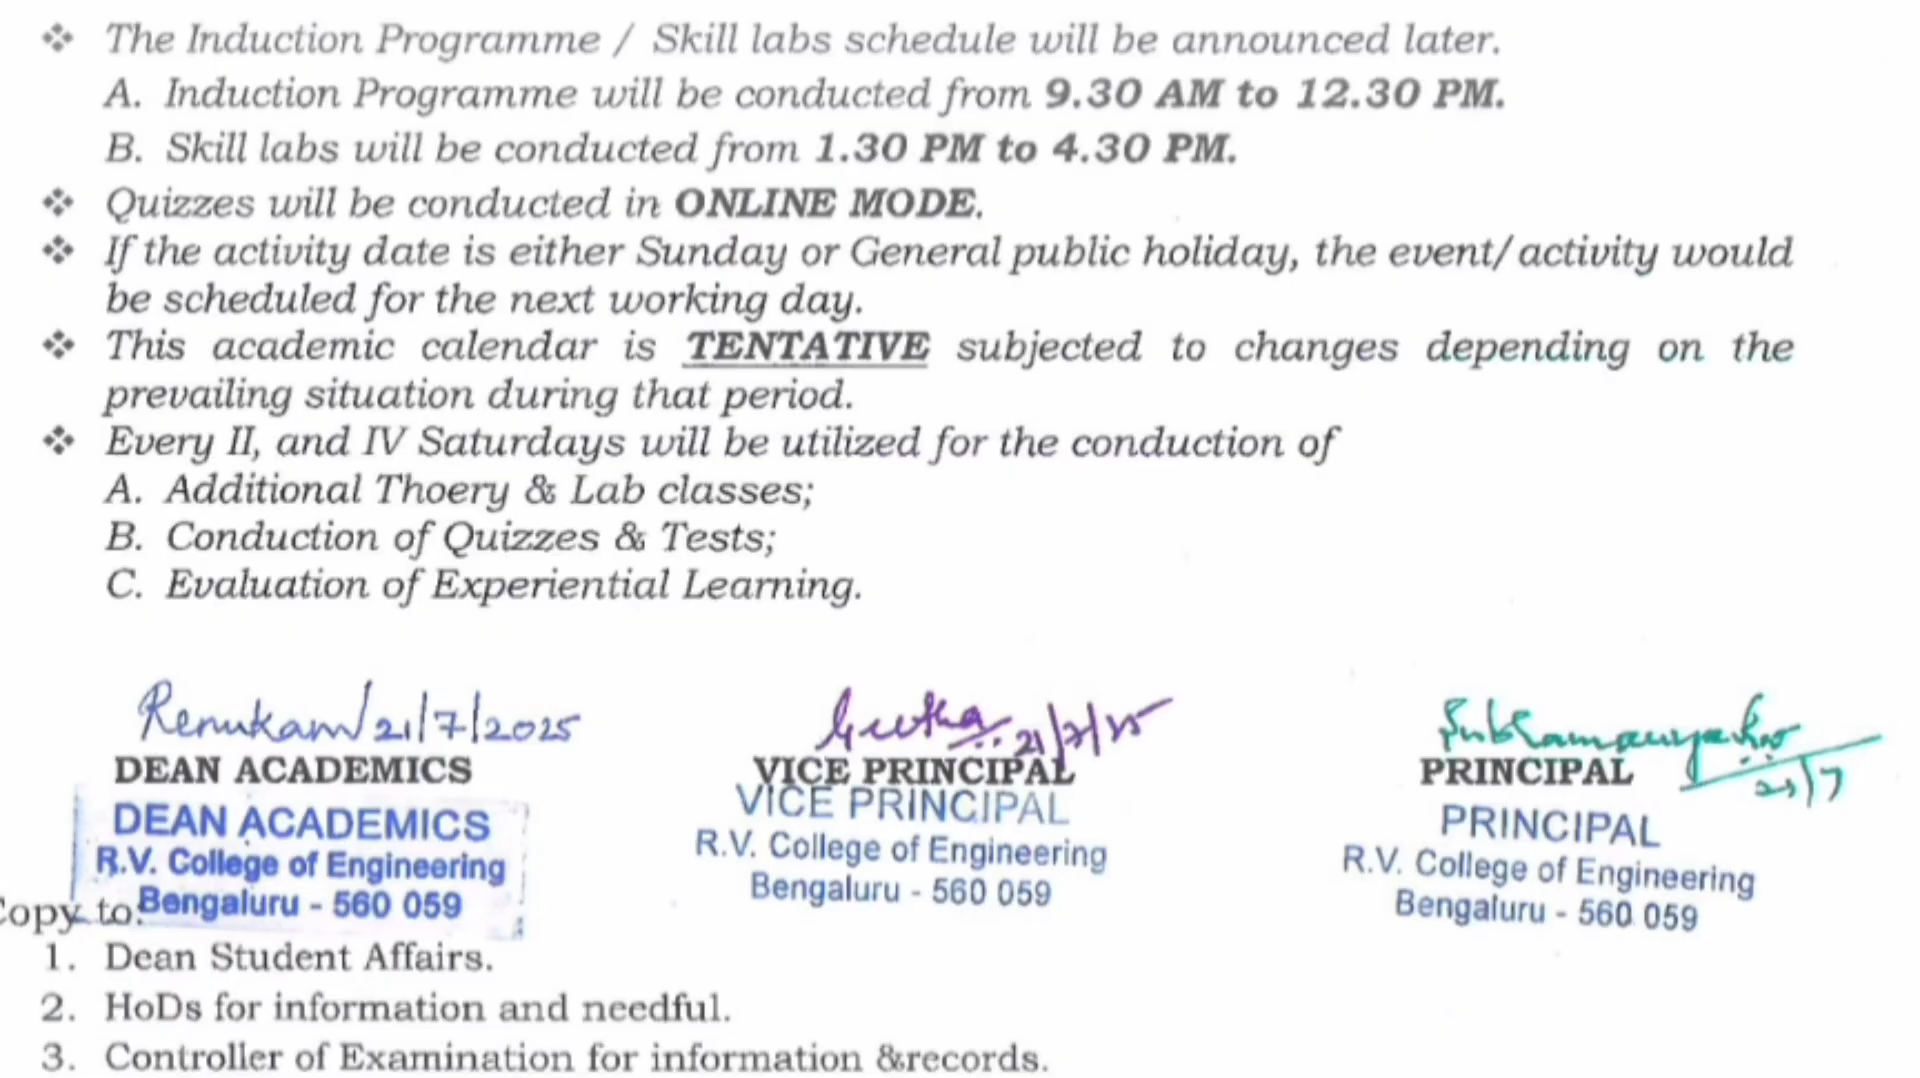 ❖ The Induction Programme / Skill labs schedule will be announced later.
A. Induction Programme will be conducted from 9.30 AM to 12.30 PM.
B. Skill labs will be conducted from 1.30 PM to 4.30 PM.
❖ Quizzes will be conducted in ONLINE MODE.
❖ If the activity date is either Sunday or General public holiday, the event/activity would
be scheduled for the next working day.
❖ This academic calendar is TENTATIVE subjected to changes depending on the
prevailing situation during that period.
❖ Every II, and IV Saturdays will be utilized for the conduction of
A. Additional Thoery & Lab classes;
B. Conduction of Quizzes & Tests;
C. Evaluation of Experiential Learning.
21/7/2025
DEAN ACADEMICS
DEAN ACADEMICS
R.V. College of Engineering
Bengaluru - 560 059
Geetha 21/7/25
VICE PRINCIPAL
VICE PRINCIPAL
R.V. College of Engineering
Bengaluru - 560 059
PRINCIPAL
PRINCIPAL
R.V. College of Engineering
Bengaluru - 560 059
Copy to:
1. Dean Student Affairs.
2. HoDs for information and needful.
3. Controller of Examination for information &records.